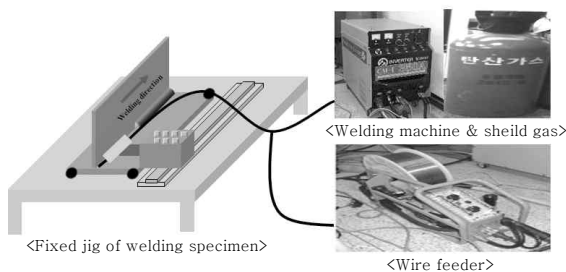 Welding direction
INVERTER
탄산가스
<Welding machine & sheild gas>
<Fixed jig of welding specimen>
<Wire feeder>